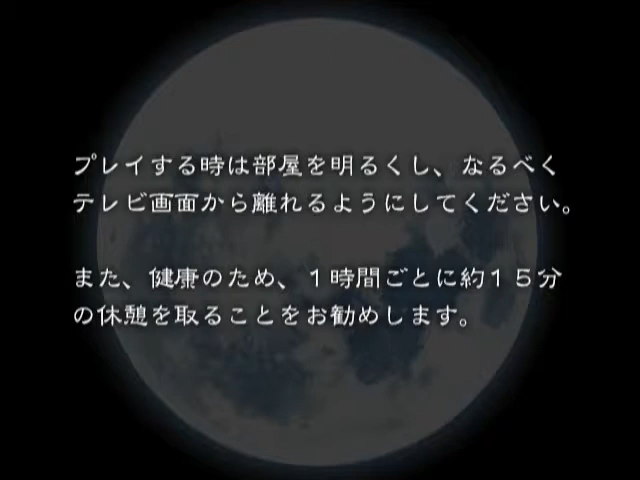 プレイする時は部屋を明るくし、なるべく
テレビ画面から離れるようにしてください。
また、健康のため、１時間ごとに約１５分
の休憩を取ることをお勧めします。